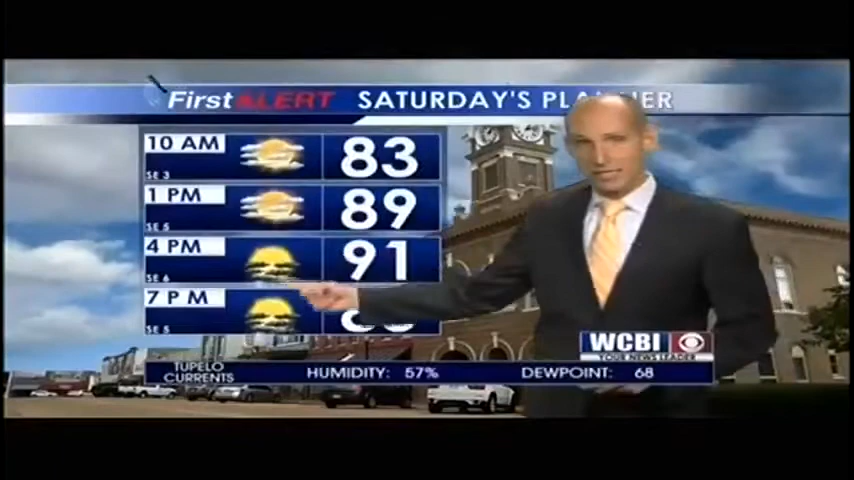 First ALERT SATURDAY'S PLANNER
10 AM
83
SE 3
1 PM
89
SE 5
4 PM
91
SE 6
7 PM
SE 5
WCBI
YOUR NEWS LEADER
TUPELO
CURRENTS
HUMIDITY: 57%
DEWPOINT: 68